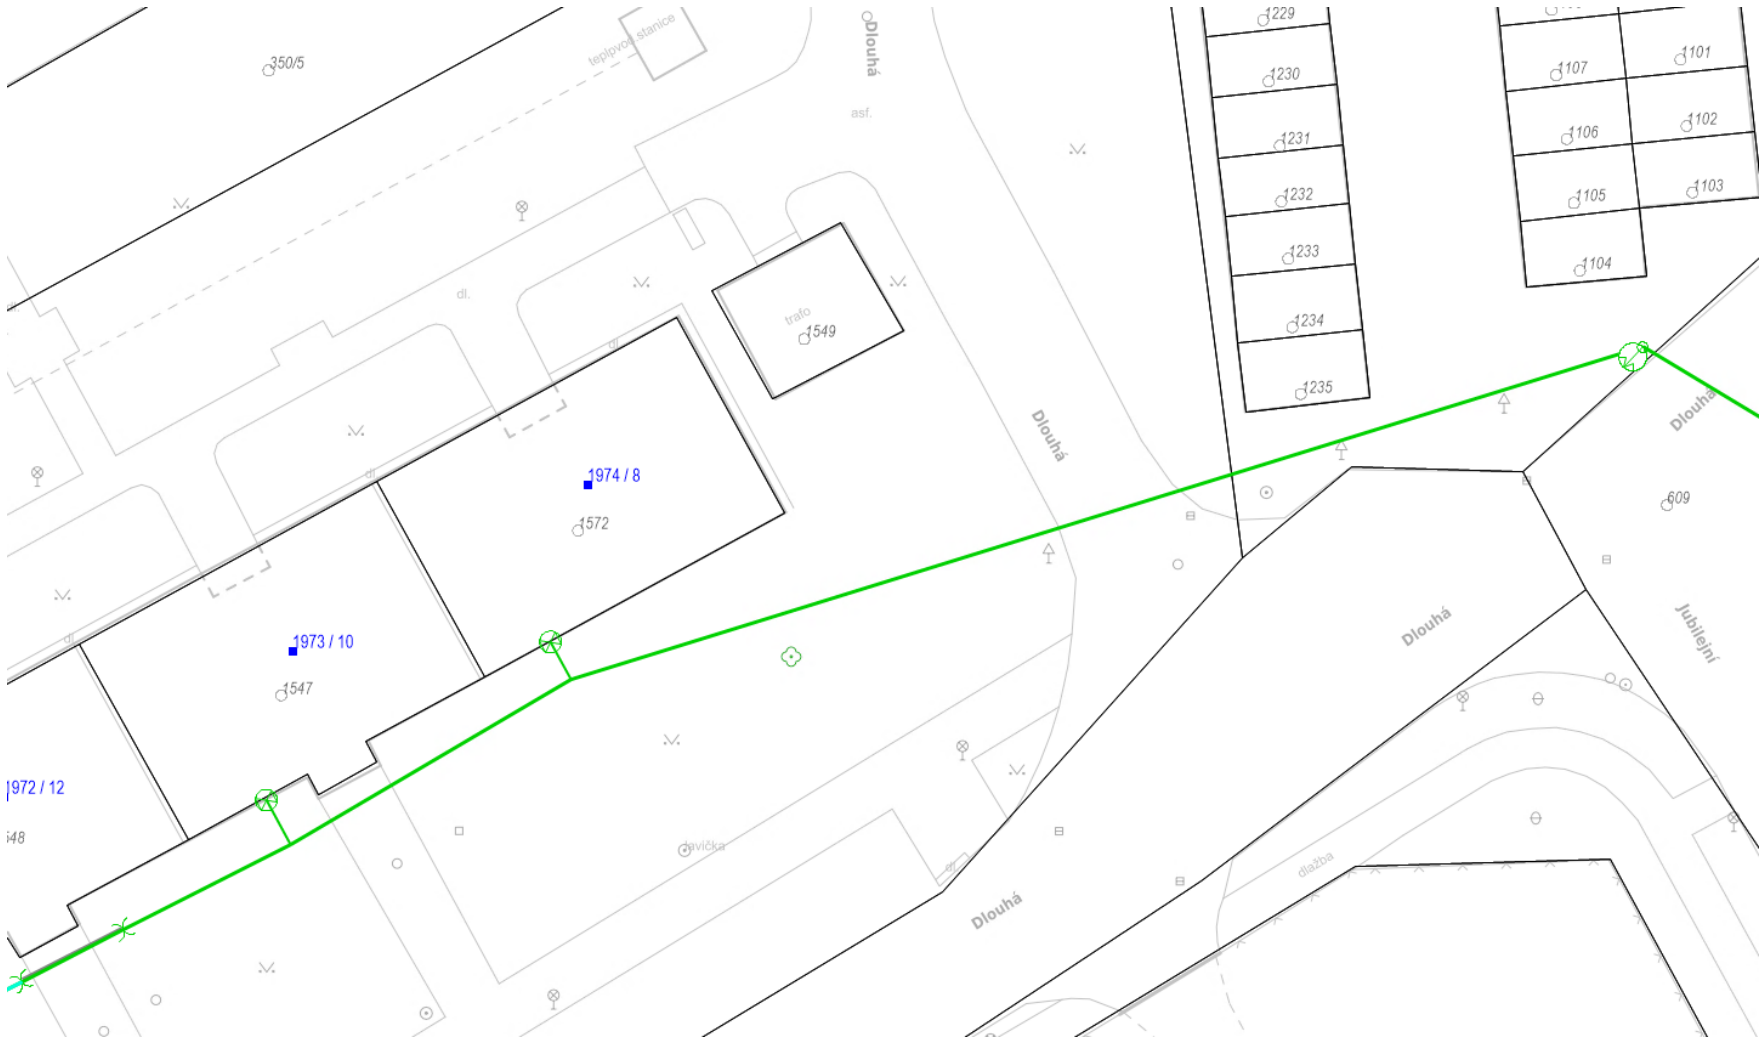 350/5
teplpvod.stanice
Dlouhá
asf.
1229
1230
1231
1232
1233
1234
1235
1101
1107
1102
1106
1103
1105
1104
dl.
trafo
1549
dl.
1974 / 8
1572
dl.
Dlouhá
Dlouhá
609
1973 / 10
1547
dl.
Dlouhá
Jubilejní
1972 / 12
548
lavička
dl.
dlažba
Dlouhá